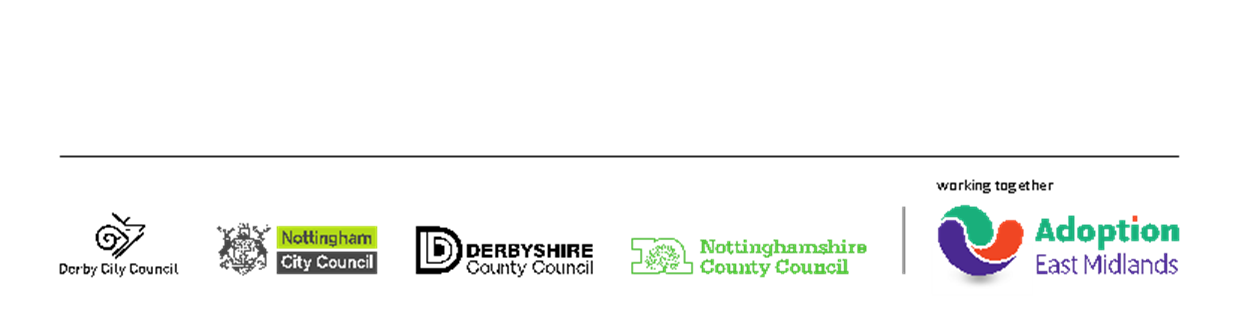 working together
Derby City Council
Nottingham
City Council
DERBYSHIRE
County Council
Nottinghamshire
County Council
Adoption
East Midlands